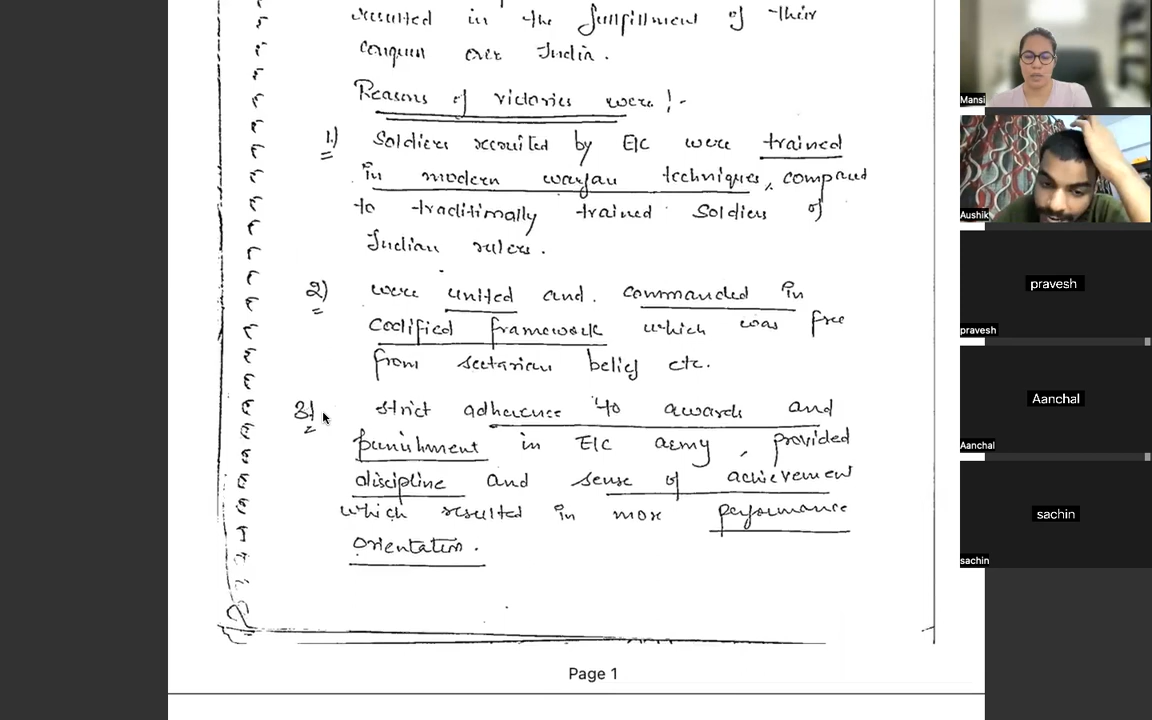 resulted in the fullfillment of their
conquest over India.
Reasons of victories were!-
1) Soldiers recruited by EIC were trained
in modern warfare techniques, compared
to traditionally trained soldiers of
Indian rulers.
2) were united and commanded in
codified framework which was free
from sectarian belief etc.
3) strict adherence to awards and
punishment in EIC army, provided
discipline and sense of achievement
which resulted in more performance
orientation.
Page 1
Mansi
Aushik
pravesh
pravesh
Aanchal
Aanchal
sachin
sachin